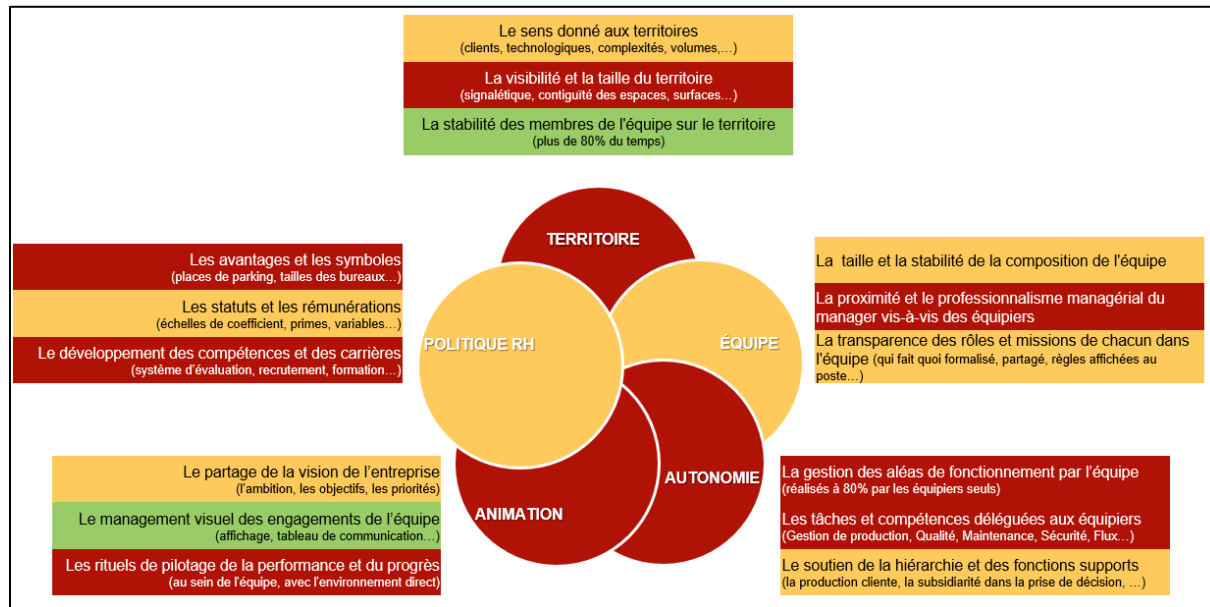 Le sens donné aux territoires
(clients, technologiques, complexités, volumes,…)
La visibilité et la taille du territoire
(signalétique, contiguïté des espaces, surfaces…)
La stabilité des membres de l'équipe sur le territoire
(plus de 80% du temps)
TERRITOIRE
Les avantages et les symboles
(places de parking, tailles des bureaux…)
Les statuts et les rémunérations
(échelles de coefficient, primes, variables…)
Le développement des compétences et des carrières
(système d'évaluation, recrutement, formation…)
POLITIQUE RH
ÉQUIPE
La taille et la stabilité de la composition de l'équipe
La proximité et le professionnalisme managérial du
manager vis-à-vis des équipiers
La transparence des rôles et missions de chacun dans
l'équipe (qui fait quoi formalisé, partagé, règles affichées au
poste…)
Le partage de la vision de l'entreprise
(l'ambition, les objectifs, les priorités)
Le management visuel des engagements de l'équipe
(affichage, tableau de communication…)
Les rituels de pilotage de la performance et du progrès
(au sein de l'équipe, avec l'environnement direct)
ANIMATION
AUTONOMIE
La gestion des aléas de fonctionnement par l'équipe
(réalisés à 80% par les équipiers seuls)
Les tâches et compétences déléguées aux équipiers
(Gestion de production, Qualité, Maintenance, Sécurité, Flux…)
Le soutien de la hiérarchie et des fonctions supports
(la production cliente, la subsidiarité dans la prise de décision, …)